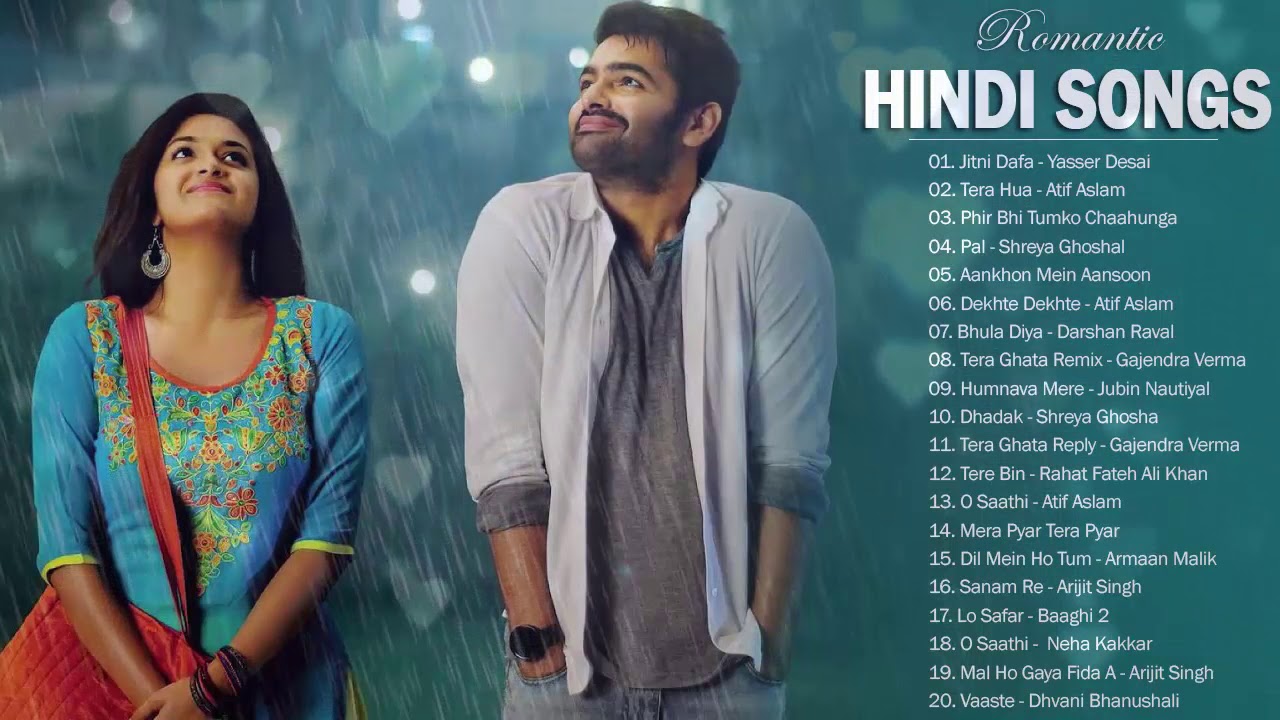 Romantic
HINDI SONGS
01. Jitni Dafa - Yasser Desai
02. Tera Hua - Atif Aslam
03. Phir Bhi Tumko Chaahunga
04. Pal - Shreya Ghoshal
05. Aankhon Mein Aansoon
06. Dekhte Dekhte - Atif Aslam
07. Bhula Diya - Darshan Raval
08. Tera Ghata Remix - Gajendra Verma
09. Humnava Mere - Jubin Nautiyal
10. Dhadak - Shreya Ghosha
11. Tera Ghata Reply - Gajendra Verma
12. Tere Bin - Rahat Fateh Ali Khan
13. O Saathi - Atif Aslam
14. Mera Pyar Tera Pyar
15. Dil Mein Ho Tum - Armaan Malik
16. Sanam Re - Arijit Singh
17. Lo Safar - Baaghi 2
18. O Saathi - Neha Kakkar
19. Mal Ho Gaya Fida A - Arijit Singh
20. Vaaste - Dhvani Bhanushali